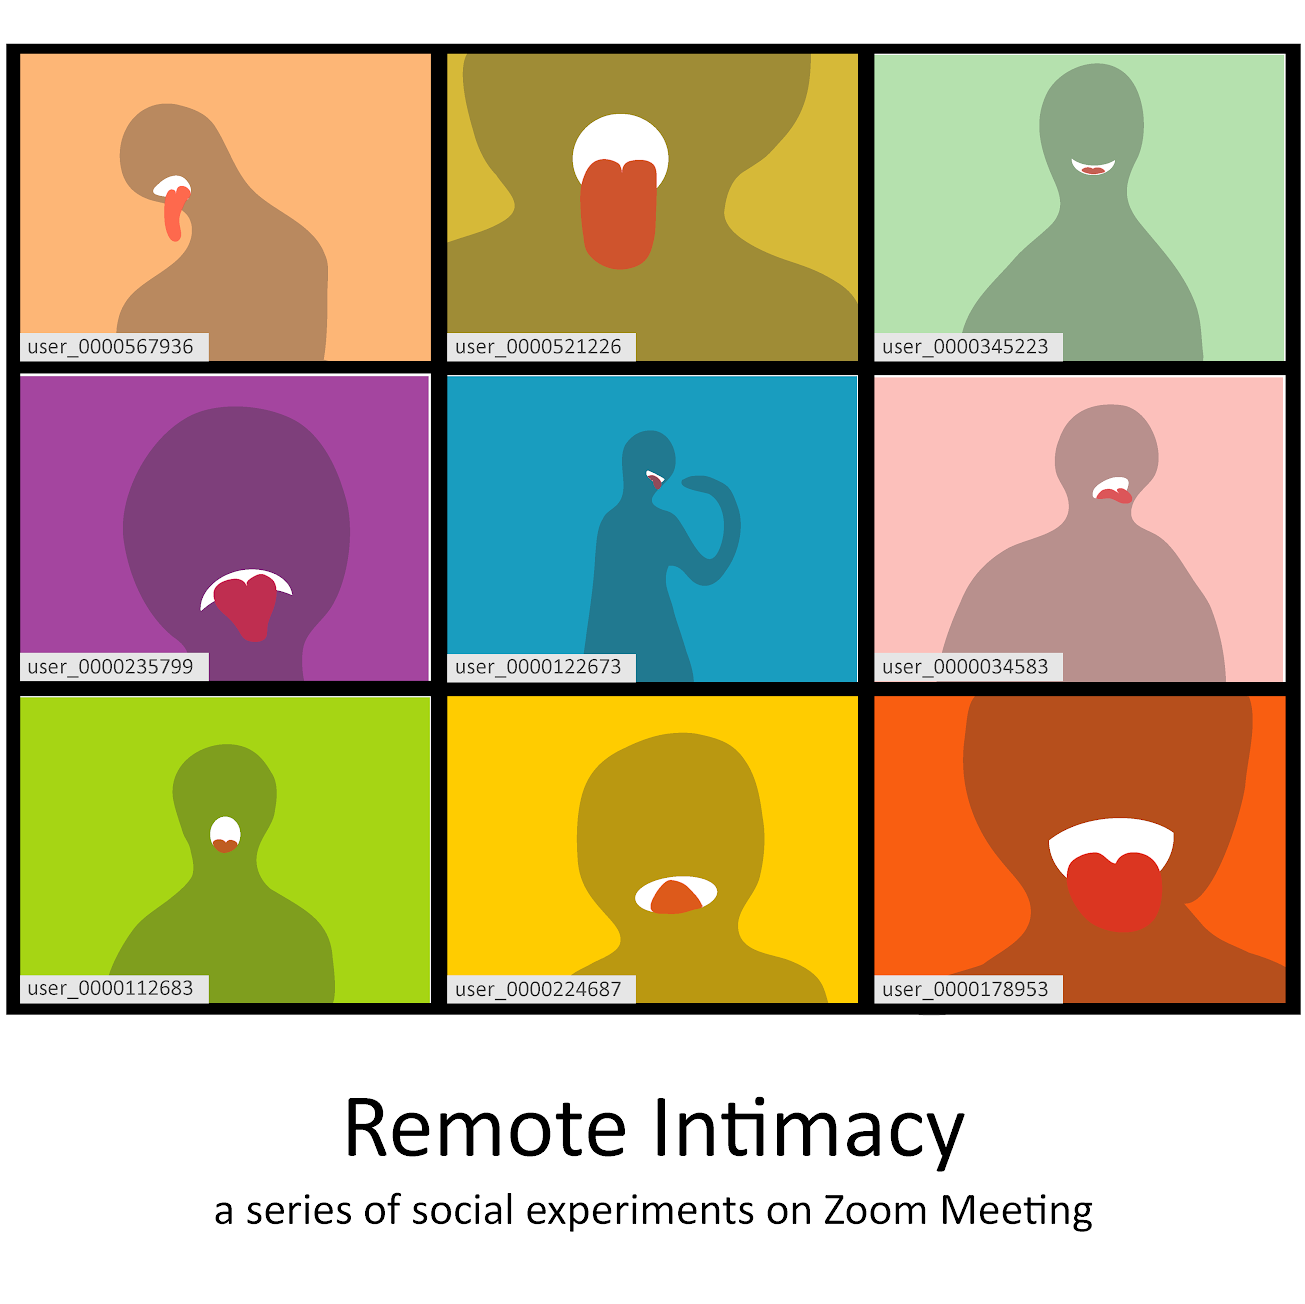 user_0000567936
user_0000521226
user_0000345223
user_0000235799
user_0000122673
user_0000034583
user_0000112683
user_0000224687
user_0000178953
Remote Intimacy
a series of social experiments on Zoom Meeting